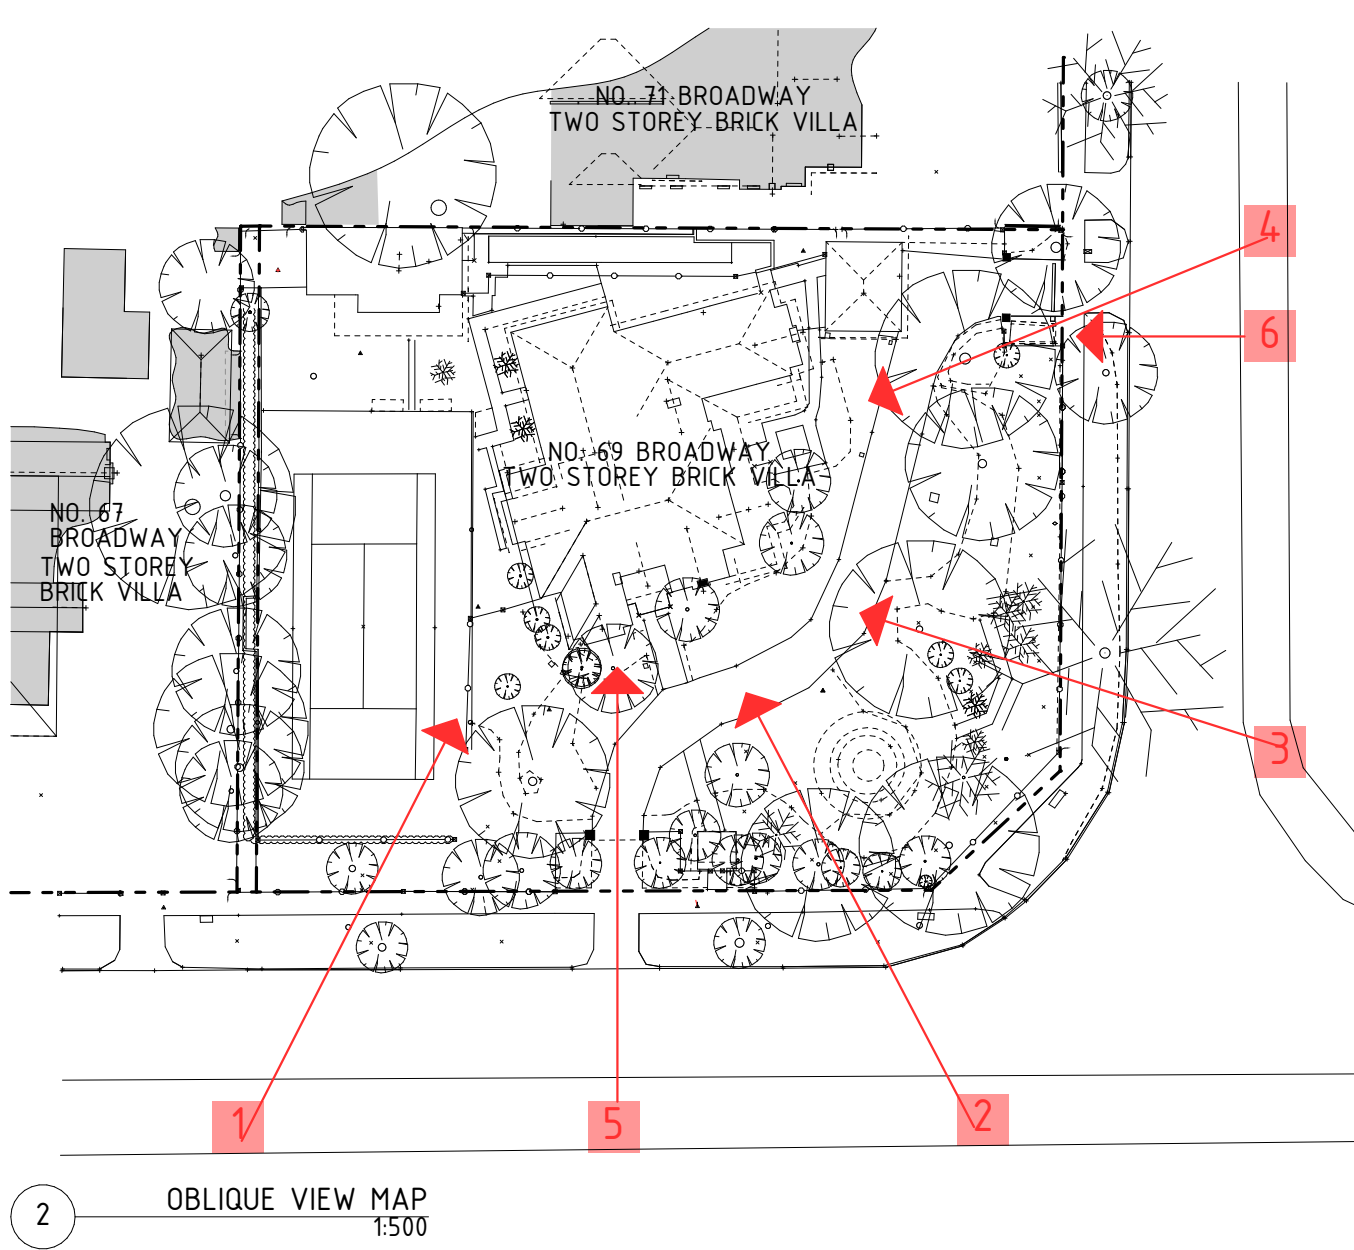 NO. 71 BROADWAY
TWO STOREY BRICK VILLA
4
6
NO. 69 BROADWAY
TWO STOREY BRICK VILLA
NO. 67
BROADWAY
TWO STOREY
BRICK VILLA
3
1
5
2
2
OBLIQUE VIEW MAP
1:500